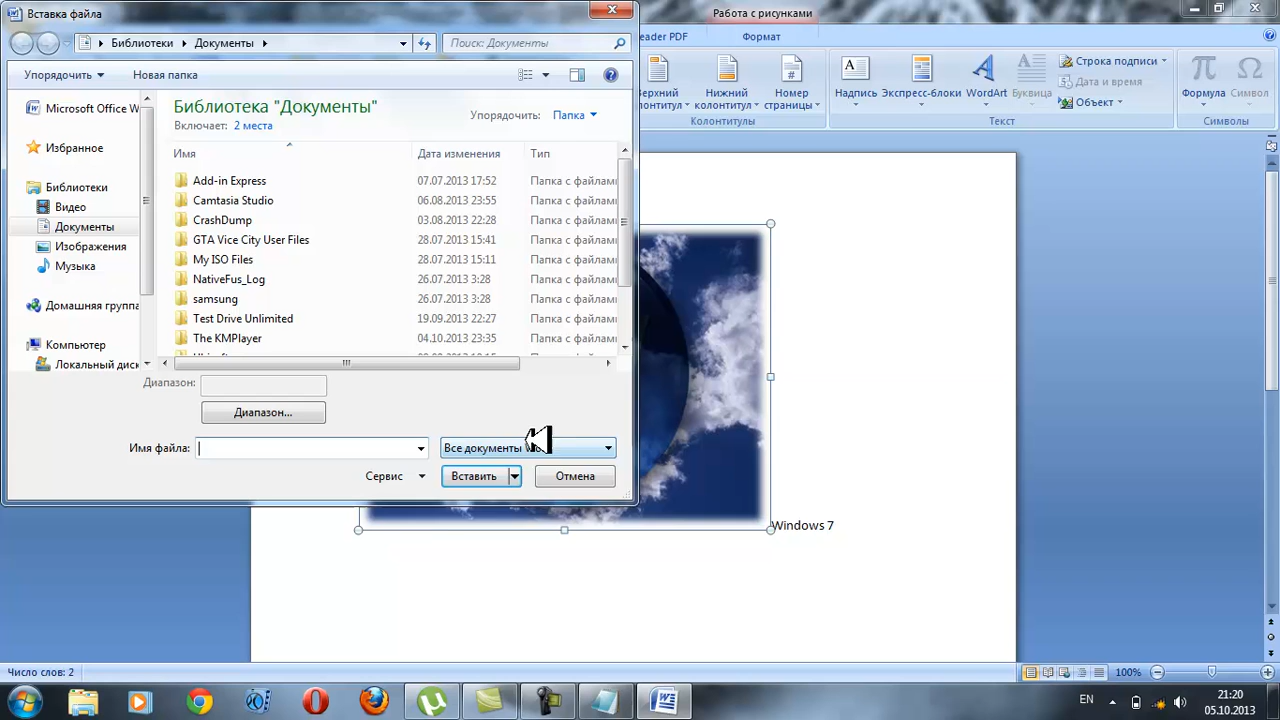 Вставка файла
Работа с рисунками
Библиотеки Документы
Поиск: Документы
eader PDF
Формат
Упорядочить
Новая папка
Microsoft Office W
Избранное
Библиотеки
Видео
Документы
Изображения
Музыка
Домашняя группа
Компьютер
Локальный диск
Библиотека "Документы"
Включает: 2 места
Упорядочить: Папка
Имя Дата изменения Тип
Add-in Express 07.07.2013 17:52 Папка с файлами
Camtasia Studio 06.08.2013 23:55 Папка с файлами
CrashDump 03.08.2013 22:28 Папка с файлами
GTA Vice City User Files 28.07.2013 15:41 Папка с файлами
My ISO Files 28.07.2013 15:11 Папка с файлами
NativeFus_Log 26.07.2013 3:28 Папка с файлами
samsung 26.07.2013 3:28 Папка с файлами
Test Drive Unlimited 19.09.2013 22:27 Папка с файлами
The KMPlayer 04.10.2013 23:35 Папка с файлами
Диапазон:
Диапазон...
Имя файла:
Все документы
Сервис
Вставить
Отмена
Верхний колонтитул
Нижний колонтитул
Номер страницы
Колонтитулы
Надпись
Экспресс-блоки
WordArt
Буквица
Строка подписи
Дата и время
Объект
Текст
Формула
Символ
Символы
Windows 7
Число слов: 2
100%
EN
21:20
05.10.2013